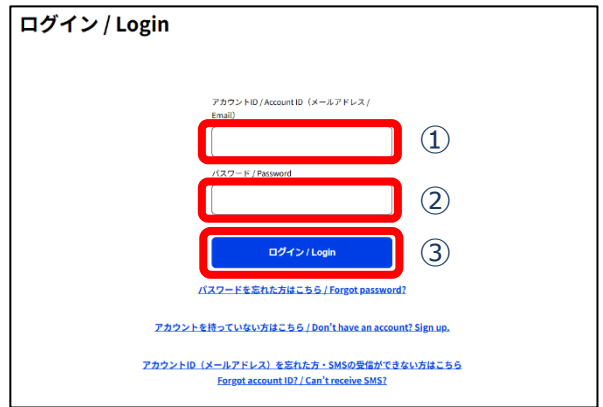 ログイン / Login
アカウントID / Account ID（メールアドレス /
Email）
①
パスワード / Password
②
ログイン / Login
③
パスワードを忘れた方はこちら / Forgot password?
アカウントを持っていない方はこちら / Don't have an account? Sign up.
アカウントID（メールアドレス）を忘れた方・SMSの受信ができない方はこちら
Forgot account ID? / Can't receive SMS?